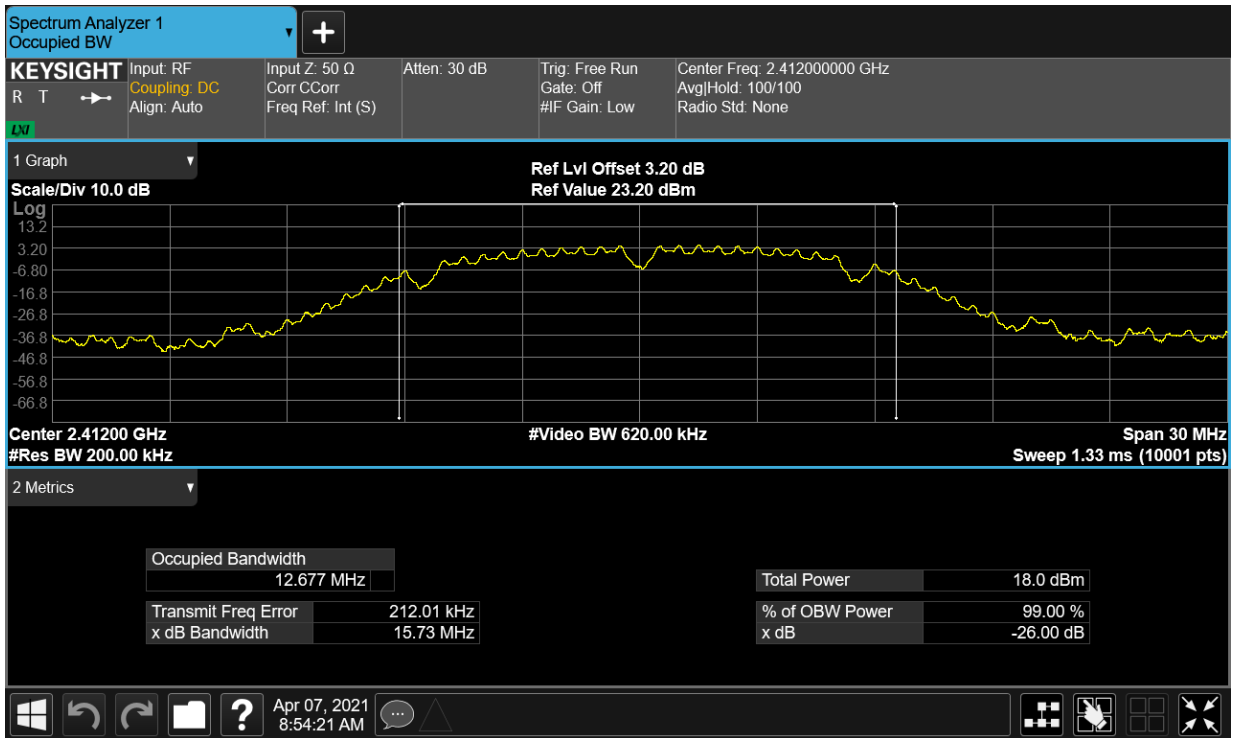 Spectrum Analyzer 1
Occupied BW
▼
+
KEYSIGHT
R T
LXI
Input: RF
Coupling: DC
Align: Auto
Input Z: 50 Ω
Corr CCorr
Freq Ref: Int (S)
Atten: 30 dB
Trig: Free Run
Gate: Off
#IF Gain: Low
Center Freq: 2.412000000 GHz
Avg|Hold: 100/100
Radio Std: None
1 Graph ▼
Scale/Div 10.0 dB
Ref Lvl Offset 3.20 dB
Ref Value 23.20 dBm
Log
13.2
3.20
-6.80
-16.8
-26.8
-36.8
-46.8
-56.8
-66.8
Center 2.41200 GHz
#Res BW 200.00 kHz
#Video BW 620.00 kHz
Span 30 MHz
Sweep 1.33 ms (10001 pts)
2 Metrics ▼
Occupied Bandwidth
12.677 MHz
Transmit Freq Error 212.01 kHz
x dB Bandwidth 15.73 MHz
Total Power 18.0 dBm
% of OBW Power 99.00 %
x dB -26.00 dB
?
Apr 07, 2021
8:54:21 AM